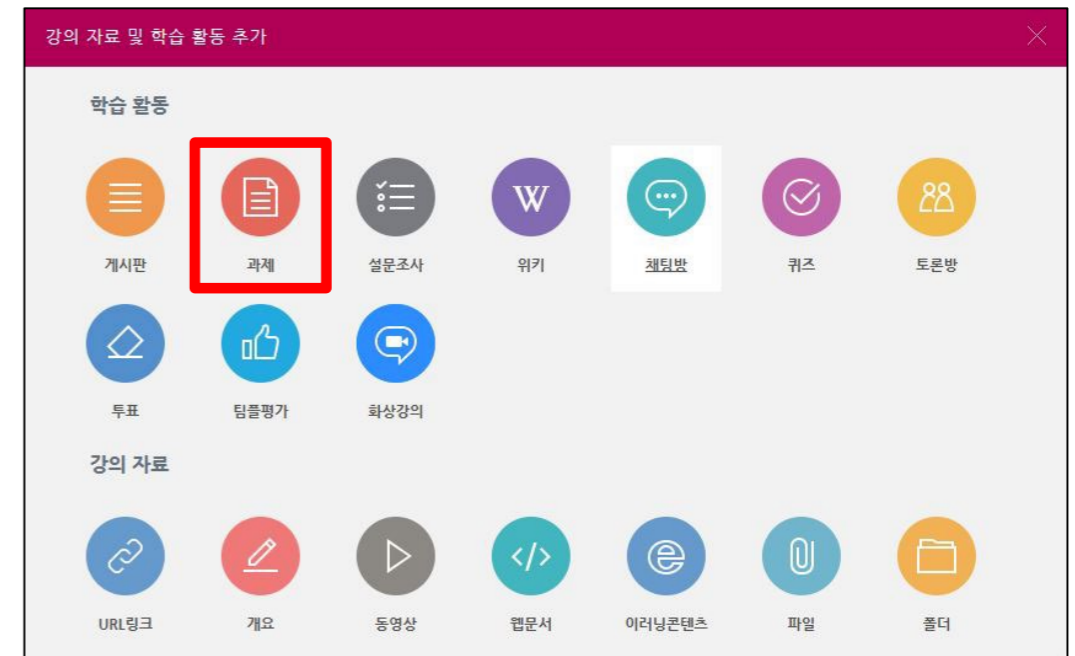 강의 자료 및 학습 활동 추가
학습 활동
게시판 과제 설문조사 위키 채팅방 퀴즈 토론방
투표 팀플평가 화상강의
강의 자료
URL링크 개요 동영상 웹문서 이러닝콘텐츠 파일 폴더